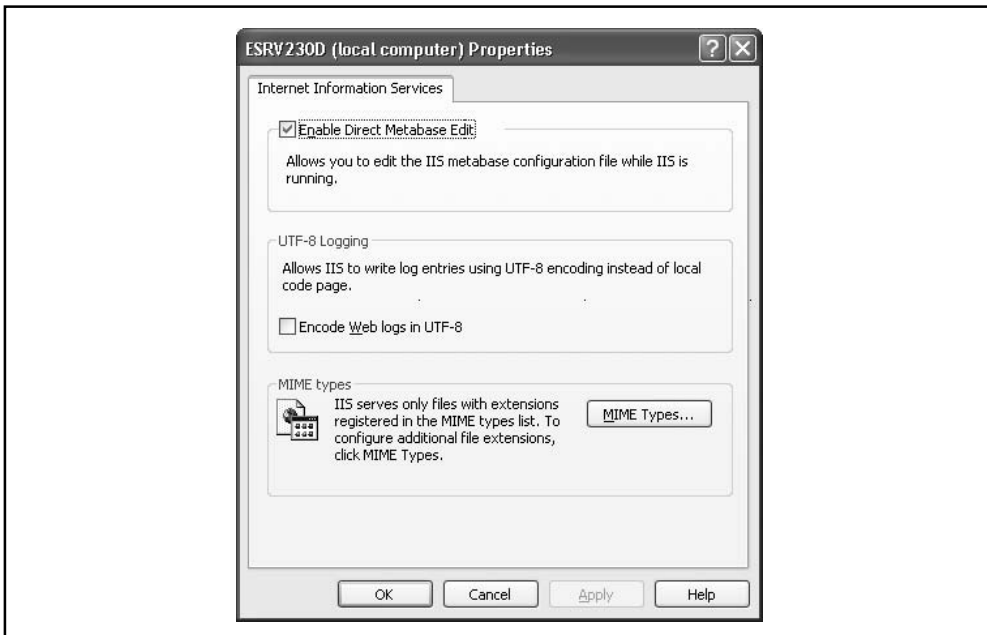 ESRV230D (local computer) Properties
Internet Information Services
Enable Direct Metabase Edit
Allows you to edit the IIS metabase configuration file while IIS is
running.
UTF-8 Logging
Allows IIS to write log entries using UTF-8 encoding instead of local
code page.
Encode Web logs in UTF-8
MIME types
IIS serves only files with extensions
registered in the MIME types list. To
configure additional file extensions,
click MIME Types.
MIME Types...
OK
Cancel
Apply
Help